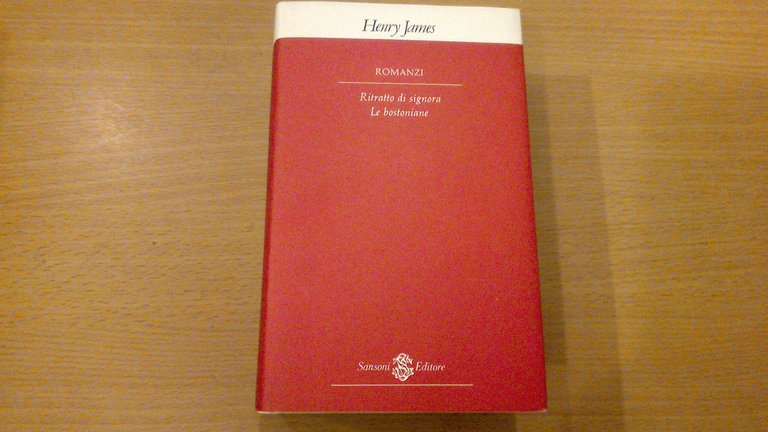 Henry James
ROMANZI
Ritratto di signora
Le bostoniane
Sansoni Editore